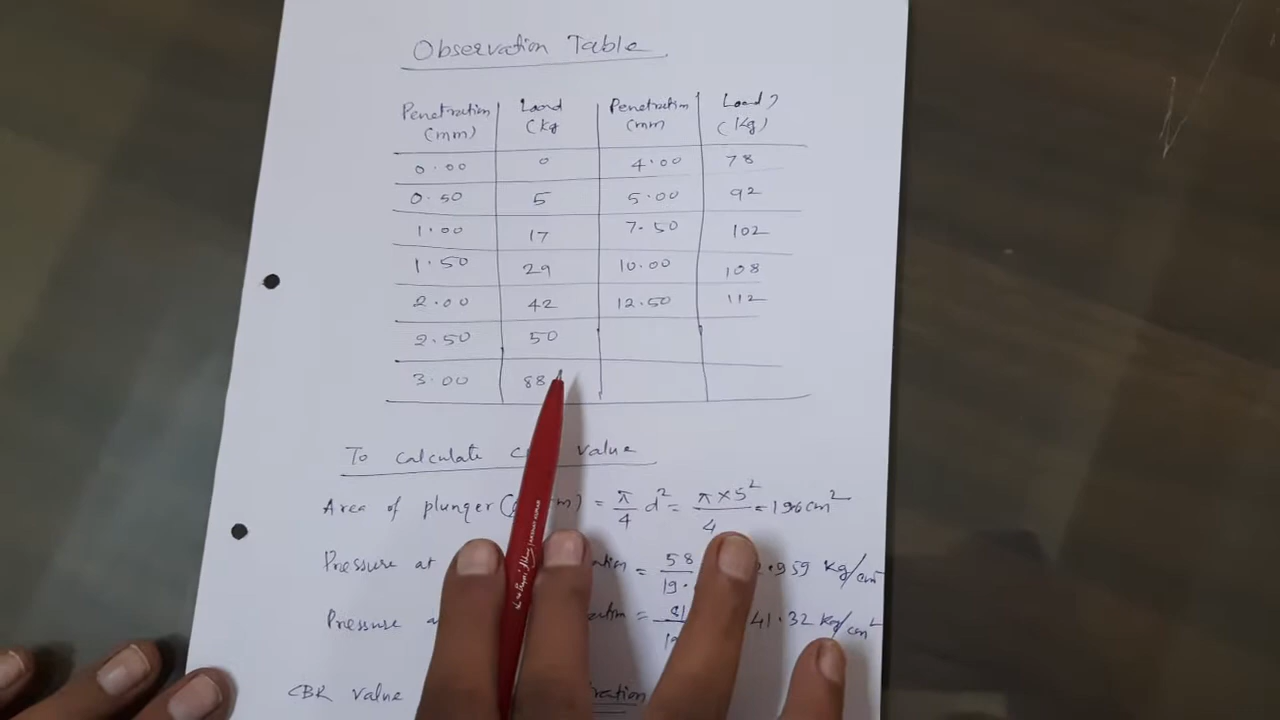 Observation Table
Penetration (mm) Load (Kg Penetration (mm Load) (Kg)
0.00 0 4.00 78
0.50 5 5.00 92
1.00 17 7.50 102
1.50 29 10.00 108
2.00 42 12.50 112
2.50 50
3.00 88
To calculate value
Area of plunger ( m) = π/4 d² = π×5²/4 = 196 cm²
Pressure at = 58/19. .959 Kg/cm²
Pressure = 81 41.32 Kg/cm²
CBR value